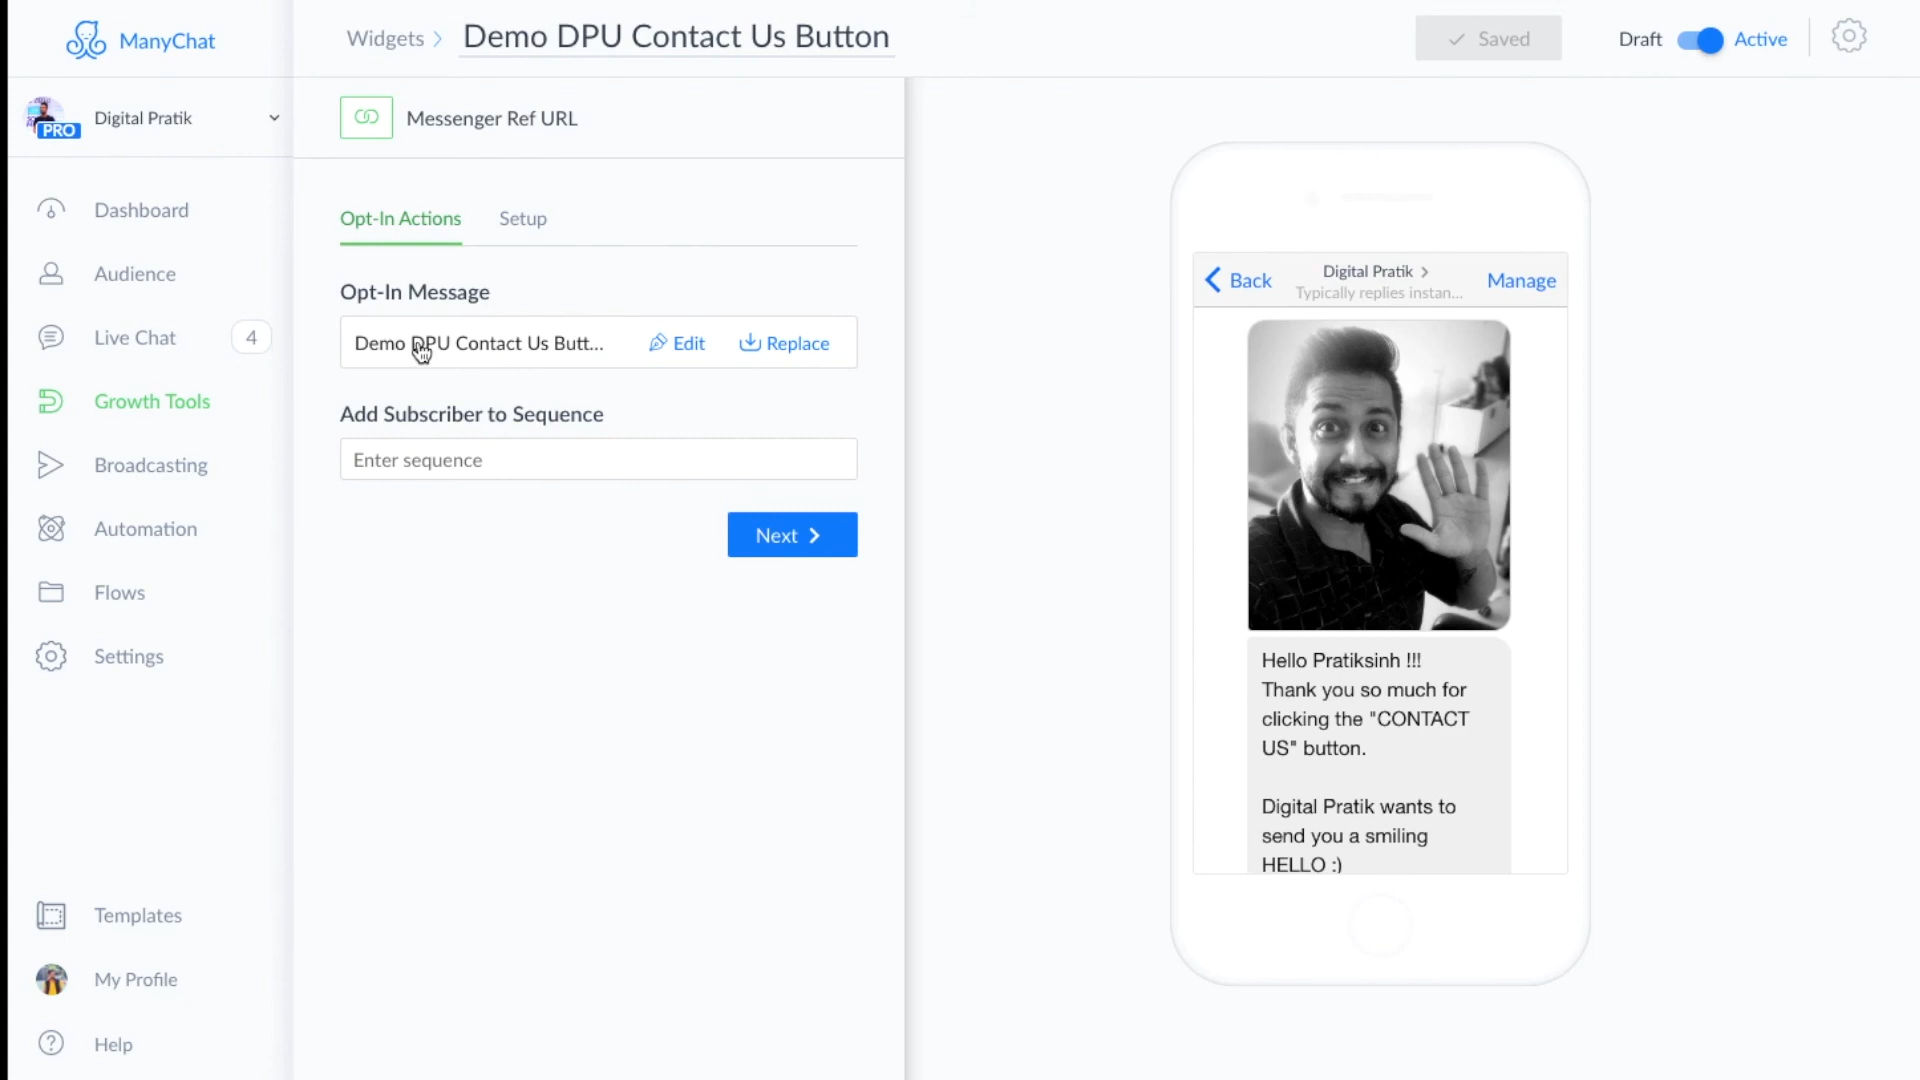 ManyChat
Widgets
Demo DPU Contact Us Button
Saved
Draft
Active
PRO
Digital Pratik
Messenger Ref URL
Dashboard
Audience
Live Chat
4
Growth Tools
Broadcasting
Automation
Flows
Settings
Templates
My Profile
Help
Opt-In Actions
Setup
Opt-In Message
Demo DPU Contact Us Butt...
Edit
Replace
Add Subscriber to Sequence
Enter sequence
Next
Back
Digital Pratik
Typically replies instan...
Manage
Hello Pratiksinh !!!
Thank you so much for
clicking the "CONTACT
US" button.
Digital Pratik wants to
send you a smiling
HELLO :)